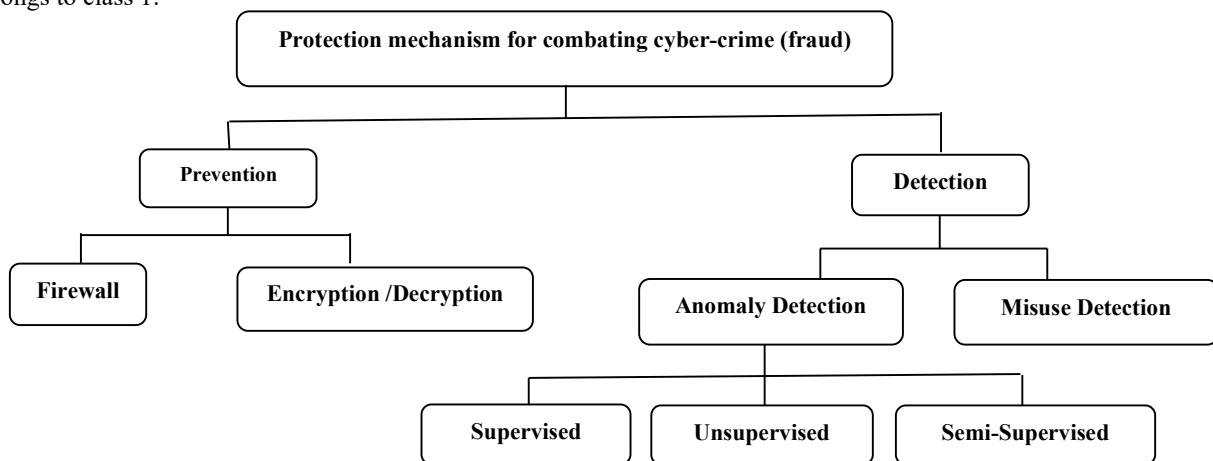 to class 1.
Protection mechanism for combating cyber-crime (fraud)
Prevention
Detection
Firewall
Encryption /Decryption
Anomaly Detection
Misuse Detection
Supervised
Unsupervised
Semi-Supervised